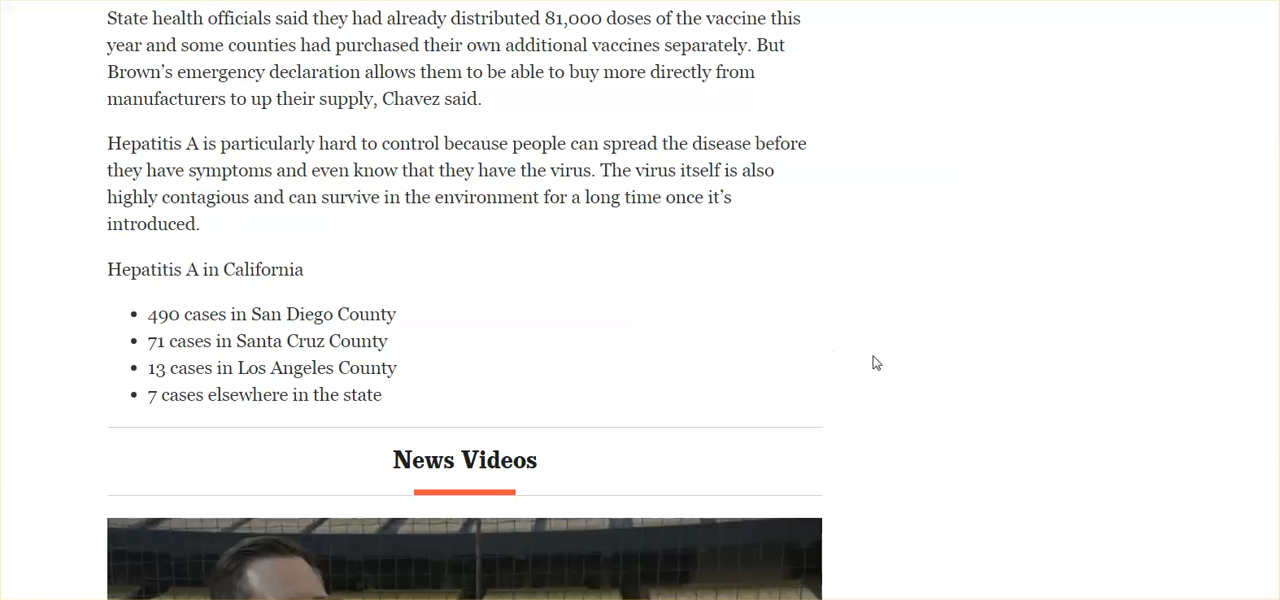 State health officials said they had already distributed 81,000 doses of the vaccine this
year and some counties had purchased their own additional vaccines separately. But
Brown’s emergency declaration allows them to be able to buy more directly from
manufacturers to up their supply, Chavez said.
Hepatitis A is particularly hard to control because people can spread the disease before
they have symptoms and even know that they have the virus. The virus itself is also
highly contagious and can survive in the environment for a long time once it’s
introduced.
Hepatitis A in California
• 490 cases in San Diego County
• 71 cases in Santa Cruz County
• 13 cases in Los Angeles County
• 7 cases elsewhere in the state
News Videos